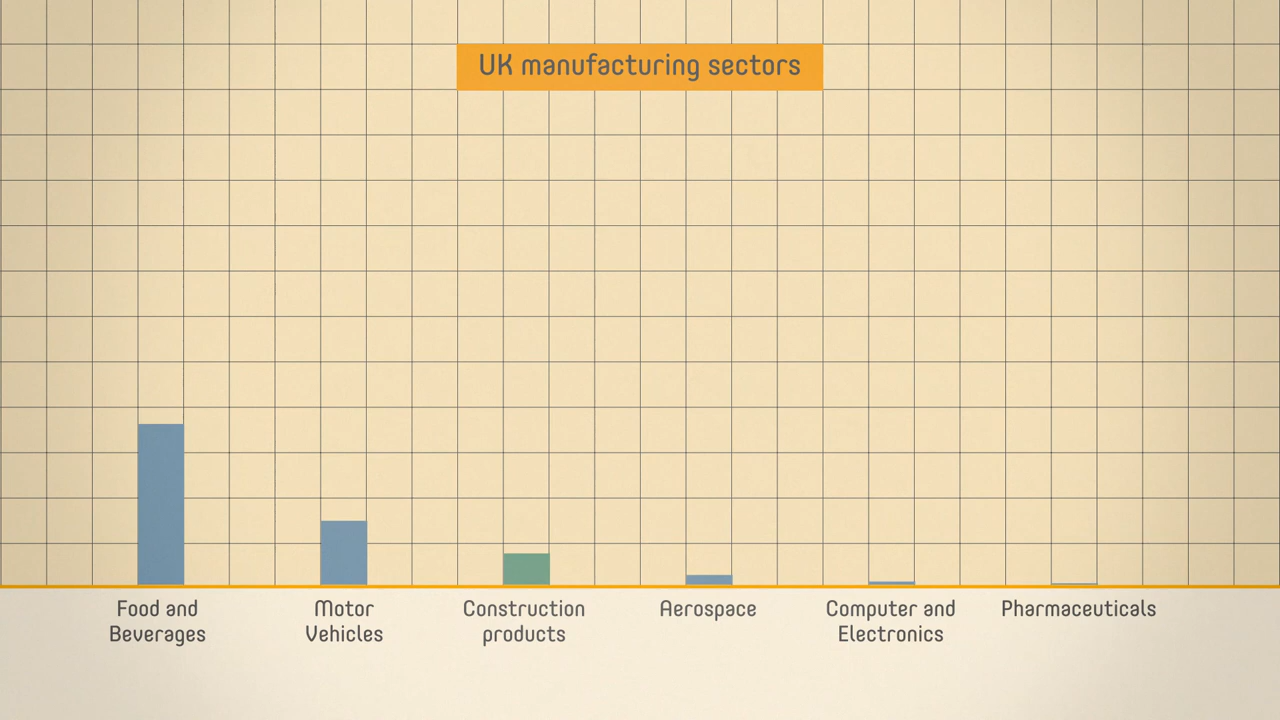 UK manufacturing sectors
Food and
Beverages
Motor
Vehicles
Construction
products
Aerospace
Computer and
Electronics
Pharmaceuticals